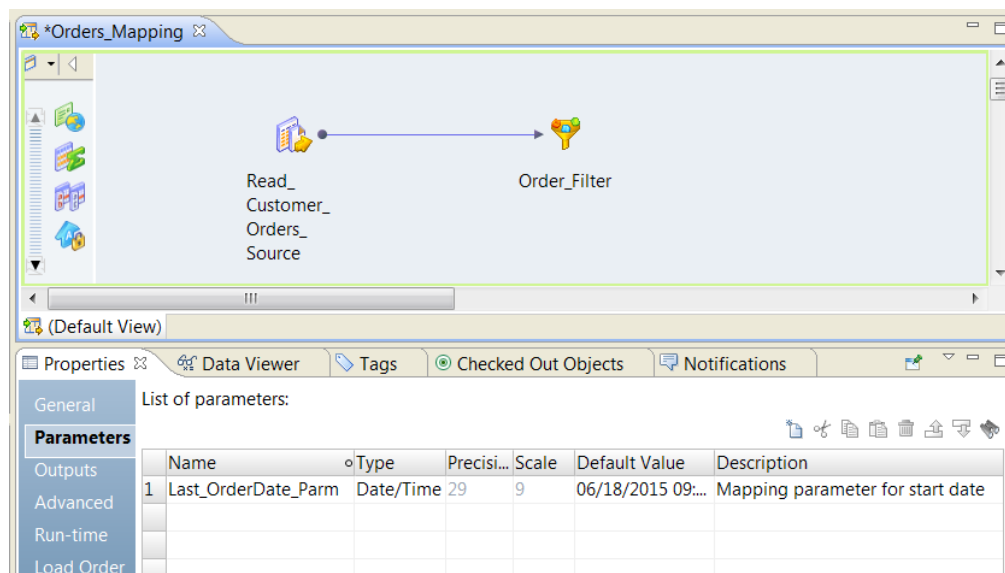 *Orders_Mapping
Read_
Customer_
Orders_
Source
Order_Filter
(Default View)
Properties Data Viewer Tags Checked Out Objects Notifications
General
List of parameters:
Parameters
Outputs
Advanced
Run-time
Load Order
Name Type Precisi... Scale Default Value Description
1 Last_OrderDate_Parm Date/Time 29 9 06/18/2015 09:... Mapping parameter for start date